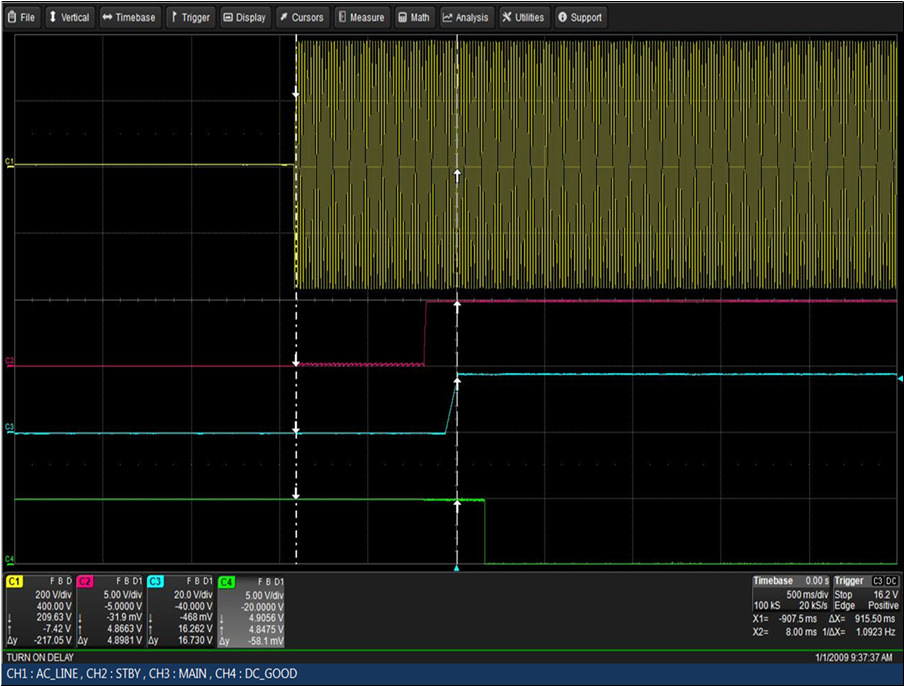 File Vertical Timebase Trigger Display Cursors Measure Math Analysis Utilities Support
C1
C2
C3
C4
C1 F B D C2 F B D1 C3 F B D1 C4 F B D1 Timebase 0.00 s Trigger C3 DC
200 V/div 5.00 V/div 20.0 V/div 5.00 V/div 500 ms/div Stop 16.2 V
400.00 V -5.0000 V -40.000 V -20.0000 V 100 kS 20 kS/s Edge Positive
↓ 209.63 V ↓ -31.9 mV ↓ -468 mV ↓ 4.9056 V X1= -907.5 ms ΔX= 915.50 ms
↑ -7.42 V ↑ 4.8663 V ↑ 16.262 V ↑ 4.8475 V X2= 8.00 ms 1/ΔX= 1.0923 Hz
Δy -217.05 V Δy 4.8981 V Δy 16.730 V Δy -58.1 mV
TURN ON DELAY 1/1/2009 9:37:37 AM
CH1 : AC_LINE , CH2 : STBY , CH3 : MAIN , CH4 : DC_GOOD